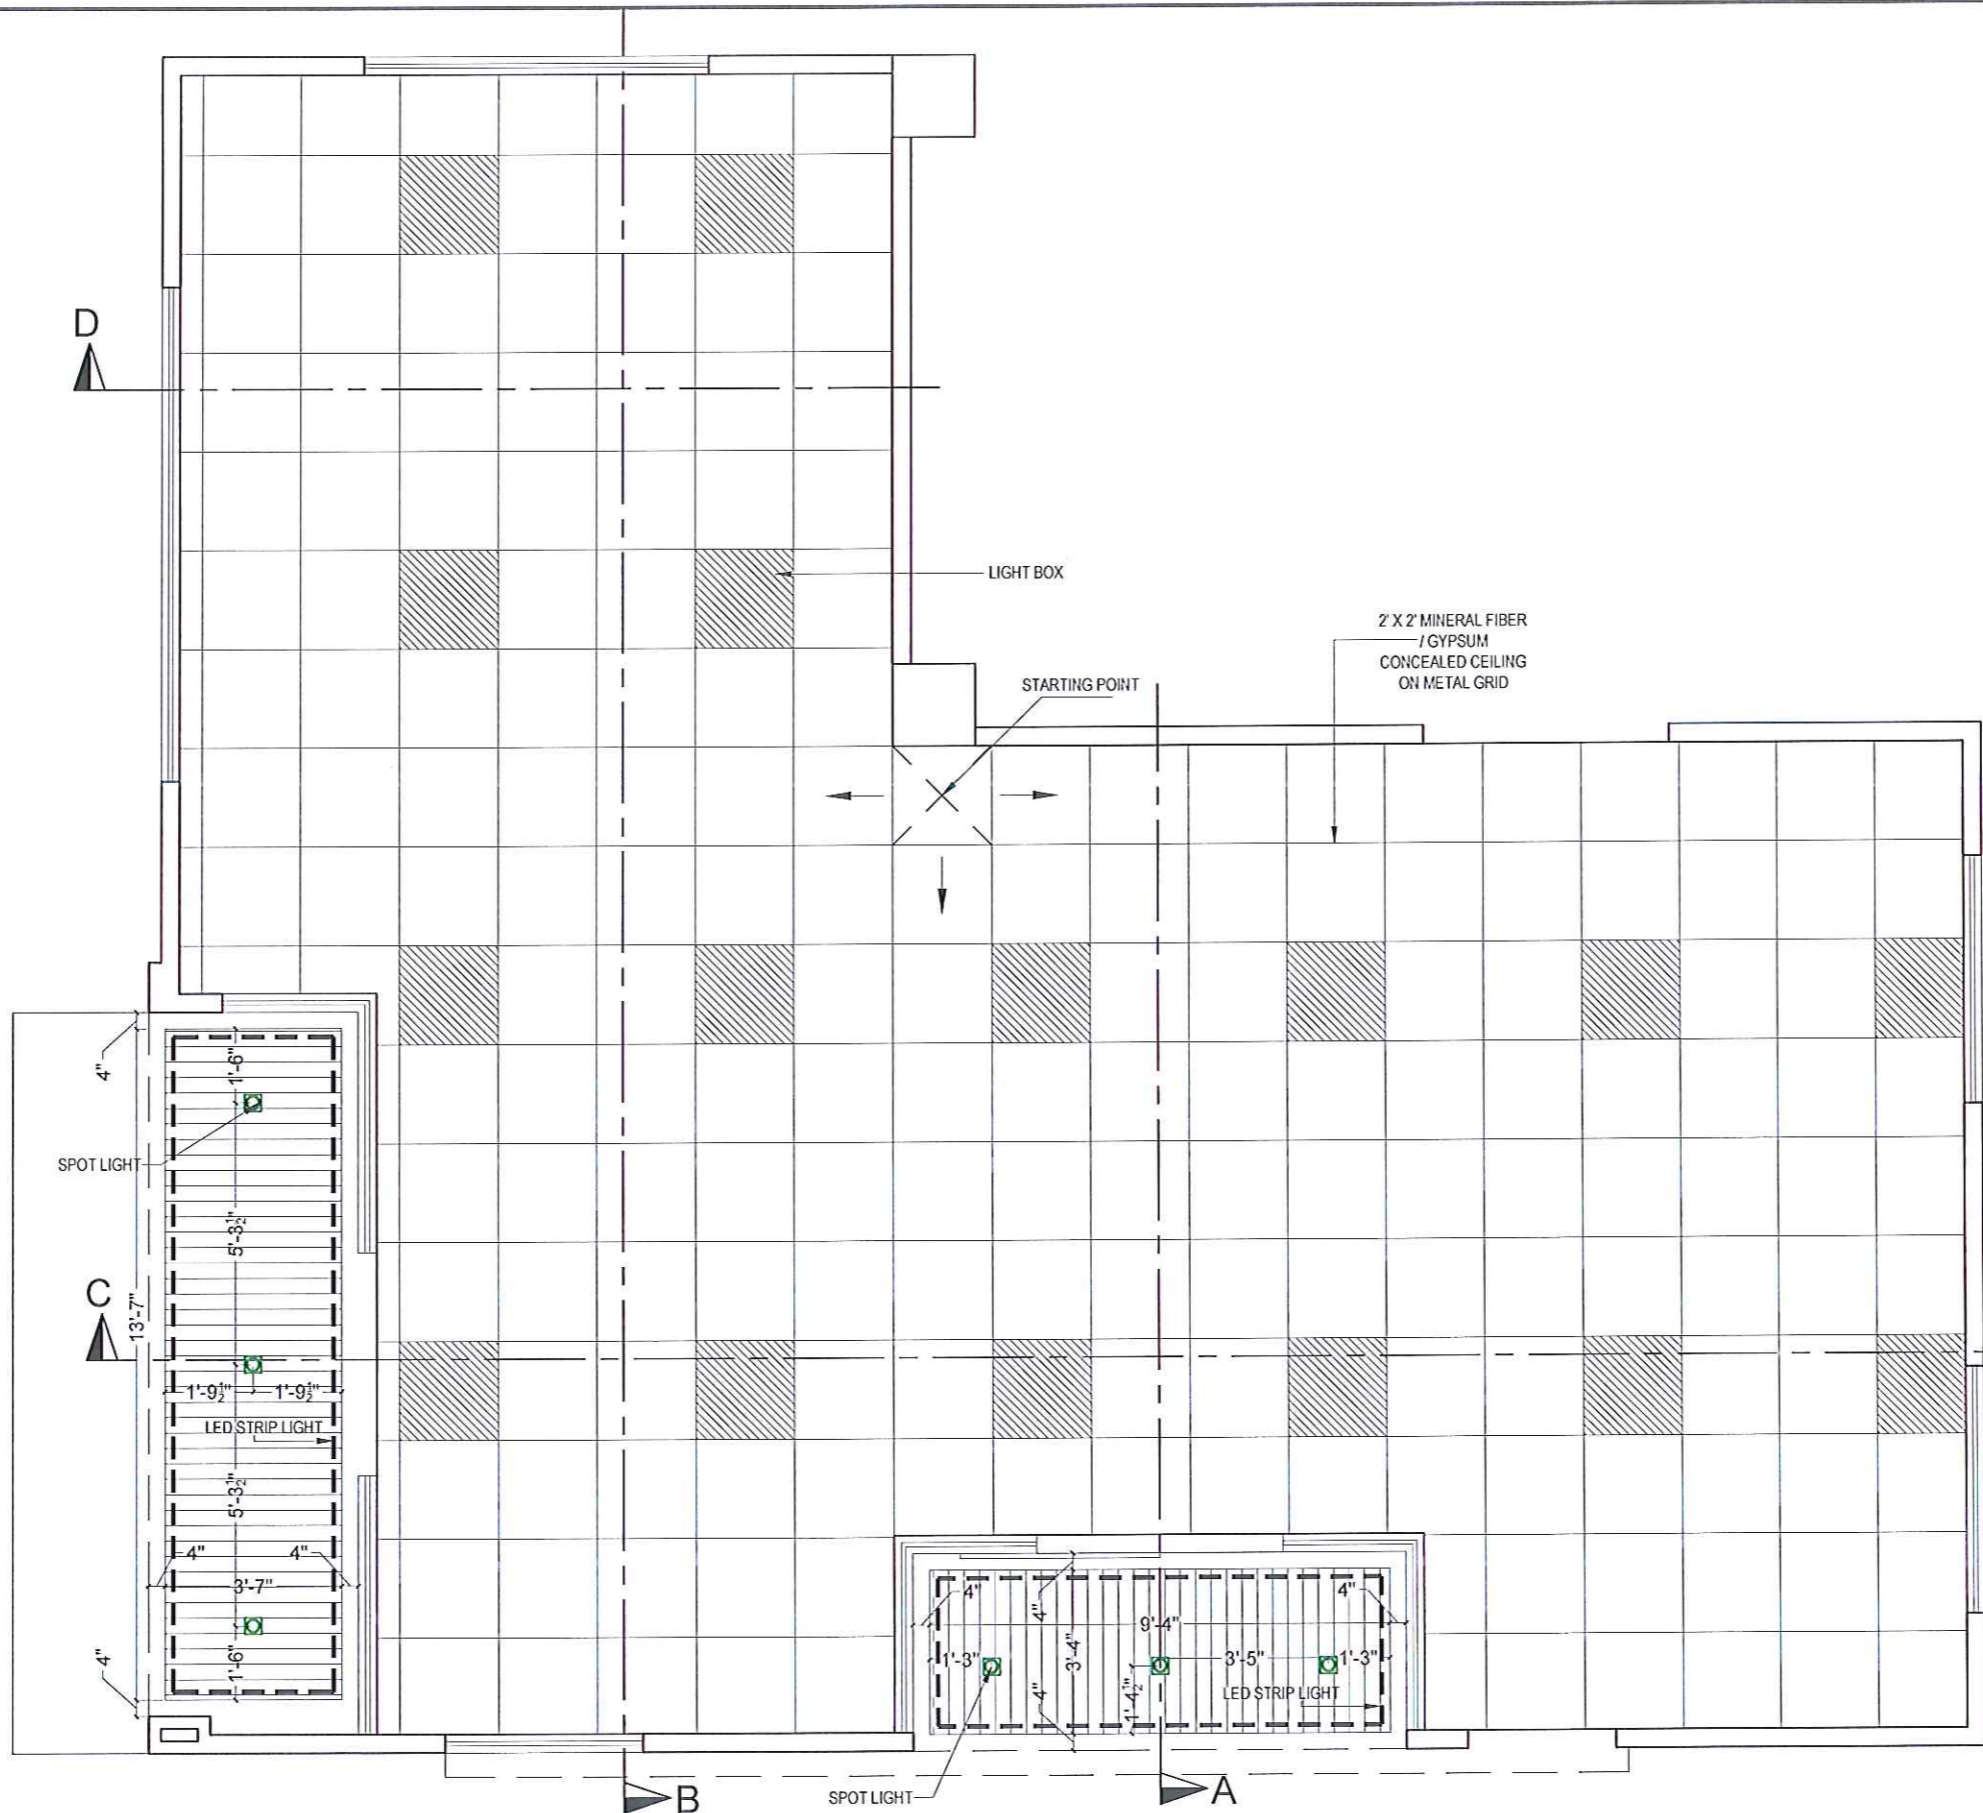 D
LIGHT BOX
2' X 2' MINERAL FIBER
/ GYPSUM
CONCEALED CEILING
ON METAL GRID
STARTING POINT
4"
1'-6"
SPOT LIGHT
5'-3½"
C
13'-7"
1'-9½" 1'-9½"
LED STRIP LIGHT
5'-3½"
4" 4"
3'-7"
1'-6"
4"
4" 4" 4"
9'-4"
1'-3" 3'-4" 3'-5" 1'-3"
4" 1'-4½" LED STRIP LIGHT
SPOT LIGHT
B A